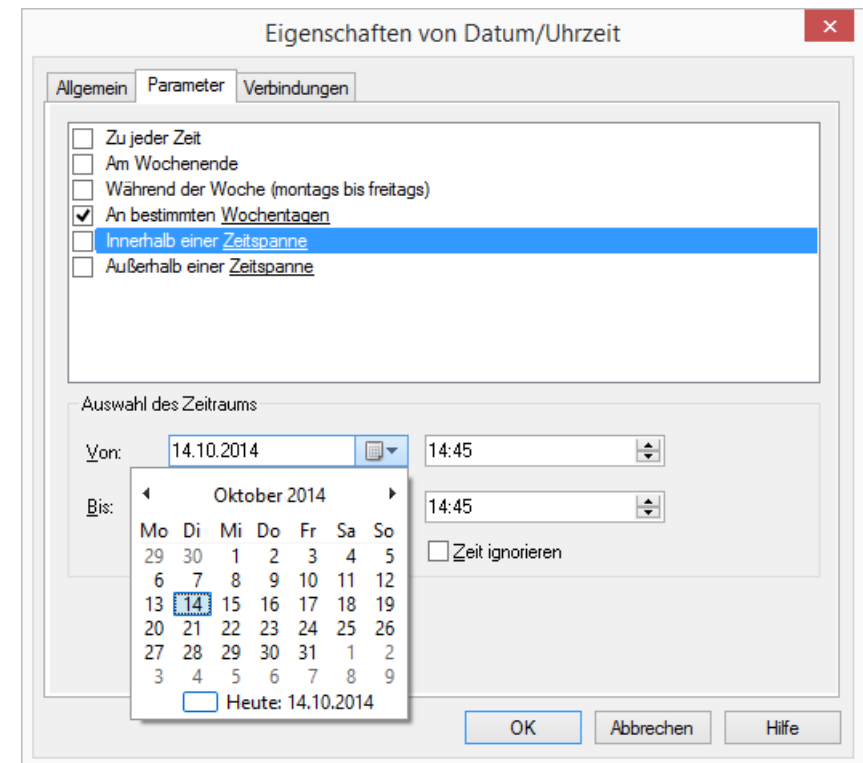 Eigenschaften von Datum/Uhrzeit
Allgemein Parameter Verbindungen
Zu jeder Zeit
Am Wochenende
Während der Woche (montags bis freitags)
An bestimmten Wochentagen
Innerhalb einer Zeitspanne
Außerhalb einer Zeitspanne
Auswahl des Zeitraums
Von: 14.10.2014 14:45
Bis: 14:45
Zeit ignorieren
Oktober 2014
Mo Di Mi Do Fr Sa So
29 30 1 2 3 4 5
6 7 8 9 10 11 12
13 14 15 16 17 18 19
20 21 22 23 24 25 26
27 28 29 30 31 1 2
3 4 5 6 7 8 9
Heute: 14.10.2014
OK Abbrechen Hilfe